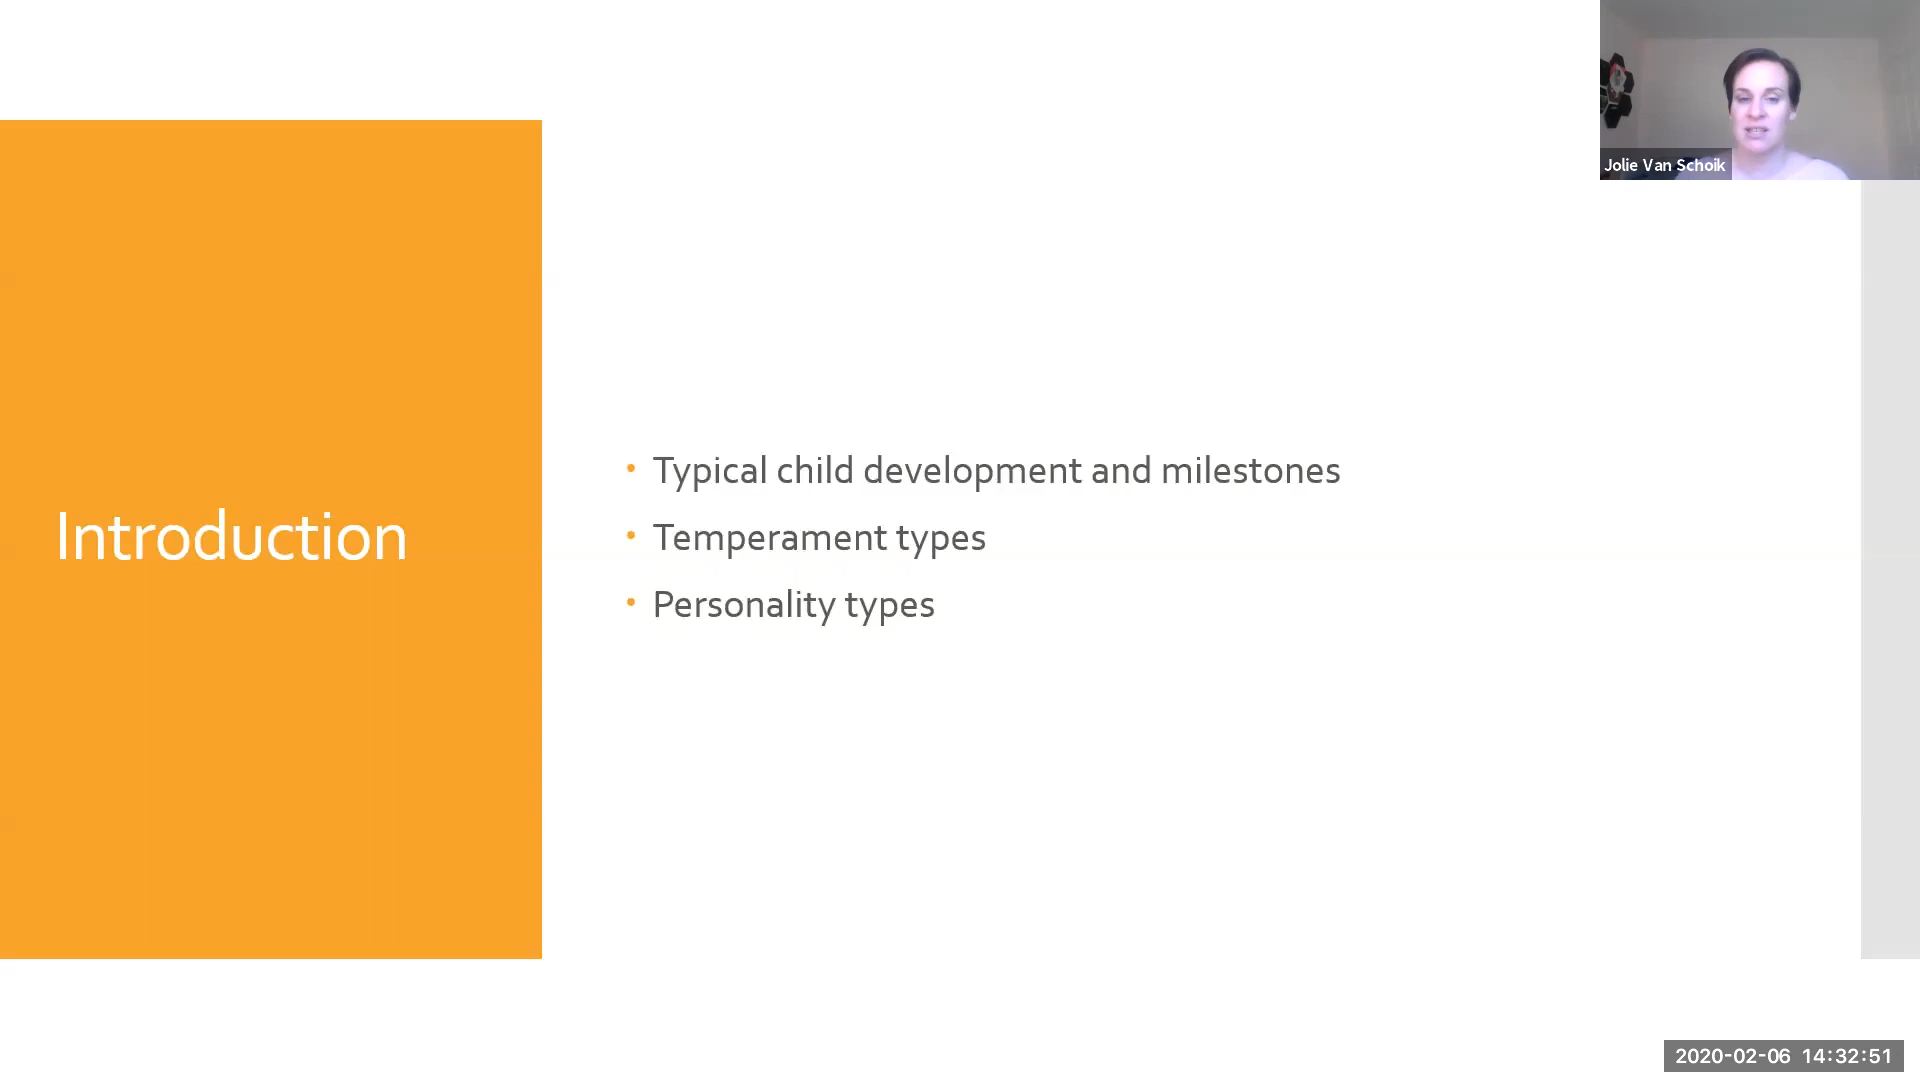 Jolie Van Schoik
Introduction
• Typical child development and milestones
• Temperament types
• Personality types
2020-02-06 14:32:51